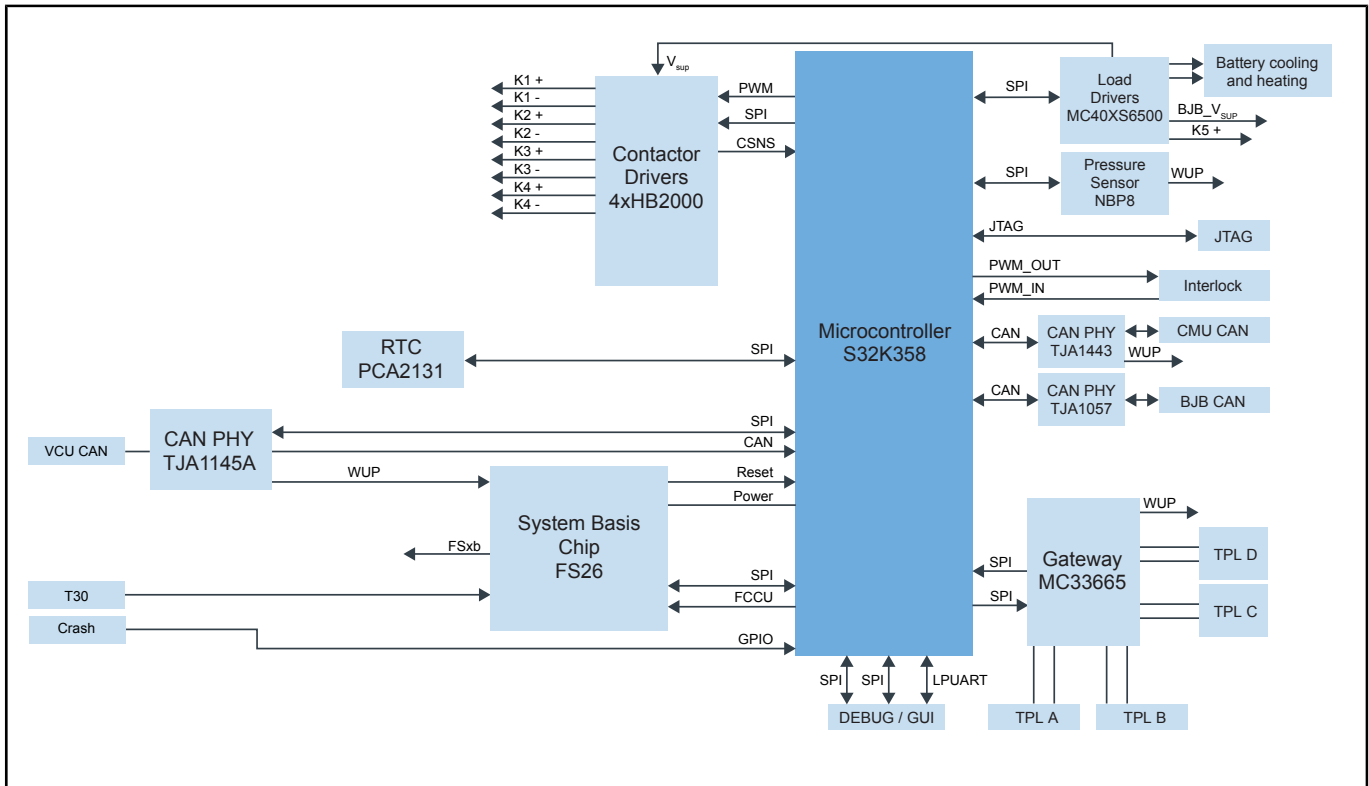 V_sup
K1 +
K1 -
K2 +
K2 -
K3 +
K3 -
K4 +
K4 -
Contactor
Drivers
4xHB2000
PWM
SPI
CSNS
RTC
PCA2131
SPI
VCU CAN
CAN PHY
TJA1145A
SPI
CAN
WUP
System Basis
Chip
FS26
Reset
Power
FSxb
SPI
FCCU
T30
Crash
GPIO
Microcontroller
S32K358
SPI
Load
Drivers
MC40XS6500
Battery cooling
and heating
BJB_V_SUP
K5 +
SPI
Pressure
Sensor
NBP8
WUP
JTAG
JTAG
PWM_OUT
PWM_IN
Interlock
CAN
CAN PHY
TJA1443
CMU CAN
WUP
CAN
CAN PHY
TJA1057
BJB CAN
SPI
SPI
Gateway
MC33665
WUP
TPL D
TPL C
TPL A
TPL B
SPI
SPI
LPUART
DEBUG / GUI